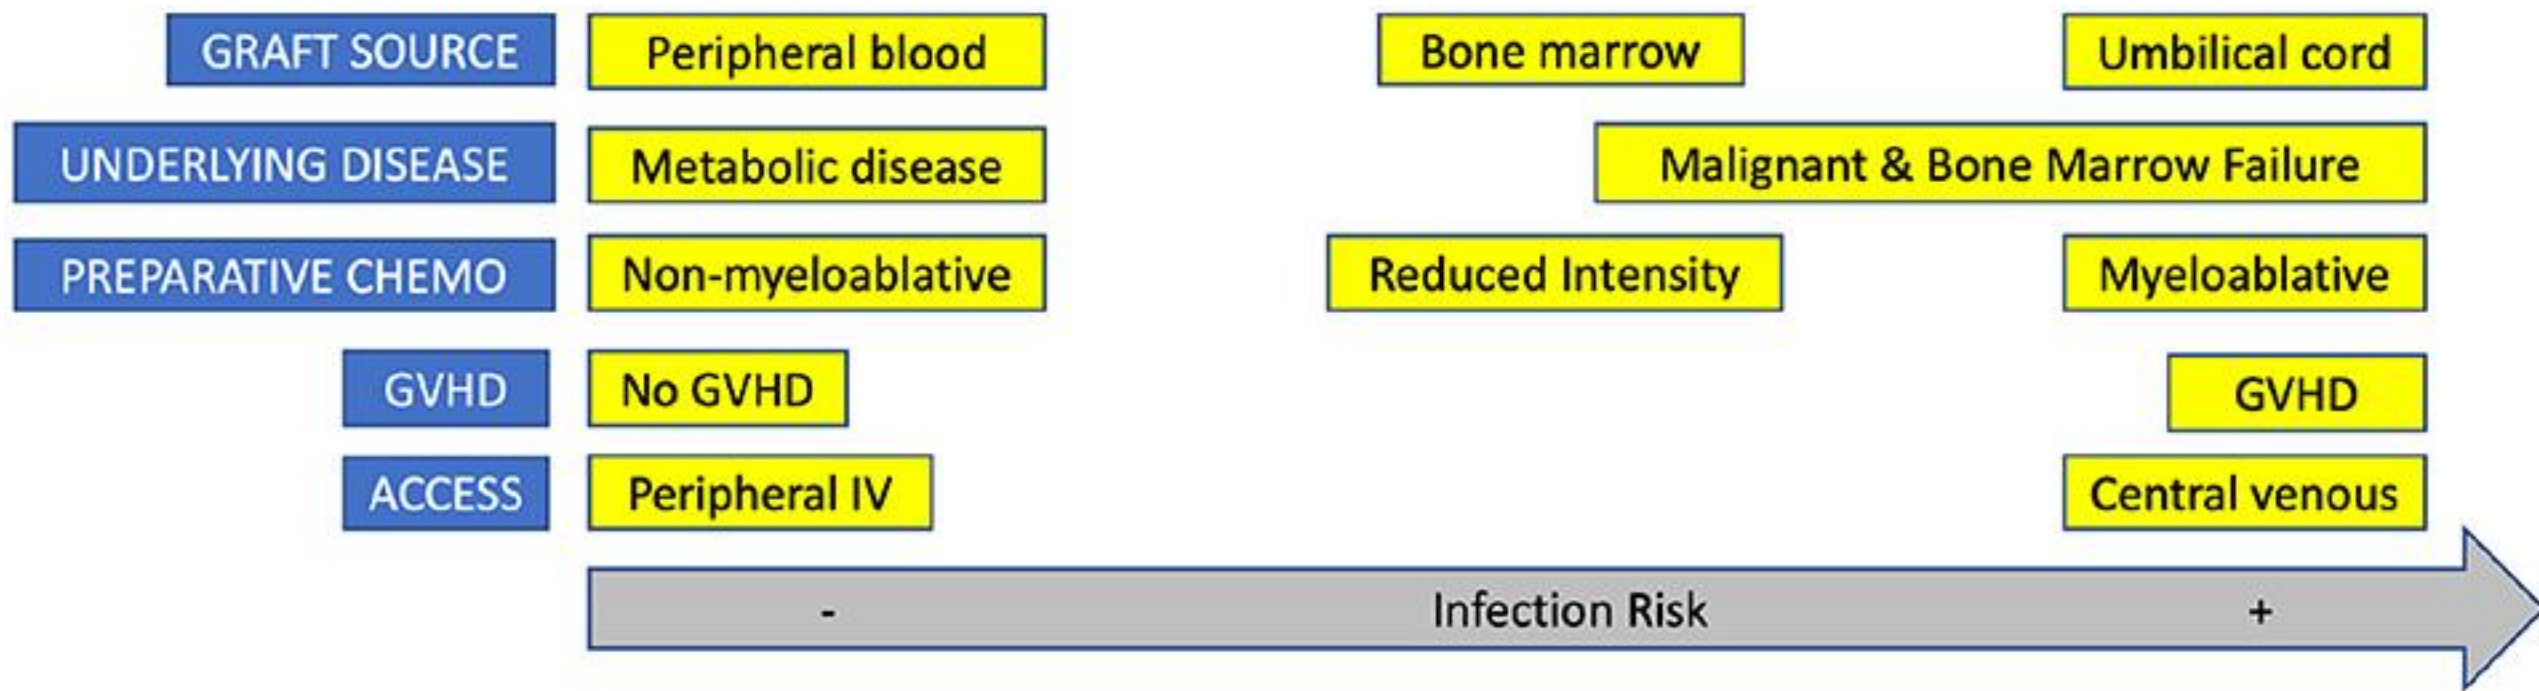 GRAFT SOURCE Peripheral blood Bone marrow Umbilical cord
UNDERLYING DISEASE Metabolic disease Malignant & Bone Marrow Failure
PREPARATIVE CHEMO Non-myeloablative Reduced Intensity Myeloablative
GVHD No GVHD GVHD
ACCESS Peripheral IV Central venous
- Infection Risk +